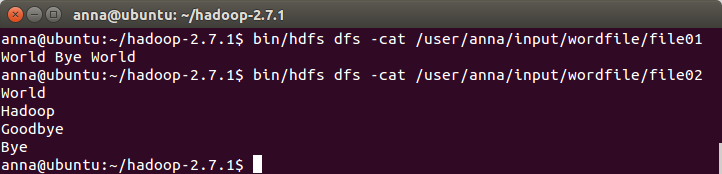 anna@ubuntu: ~/hadoop-2.7.1
anna@ubuntu:~/hadoop-2.7.1$ bin/hdfs dfs -cat /user/anna/input/wordfile/file01
World Bye World
anna@ubuntu:~/hadoop-2.7.1$ bin/hdfs dfs -cat /user/anna/input/wordfile/file02
World
Hadoop
Goodbye
Bye
anna@ubuntu:~/hadoop-2.7.1$